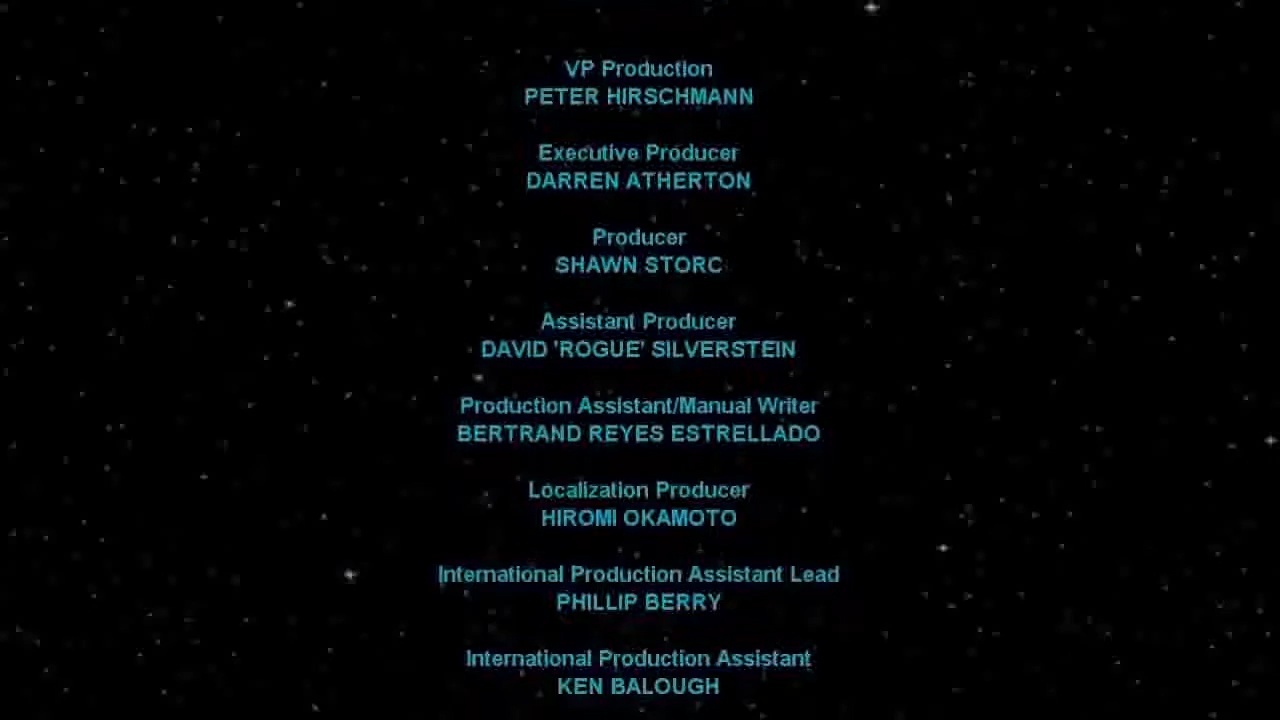 VP Production
PETER HIRSCHMANN
Executive Producer
DARREN ATHERTON
Producer
SHAWN STORC
Assistant Producer
DAVID 'ROGUE' SILVERSTEIN
Production Assistant/Manual Writer
BERTRAND REYES ESTRELLADO
Localization Producer
HIROMI OKAMOTO
International Production Assistant Lead
PHILLIP BERRY
International Production Assistant
KEN BALOUGH